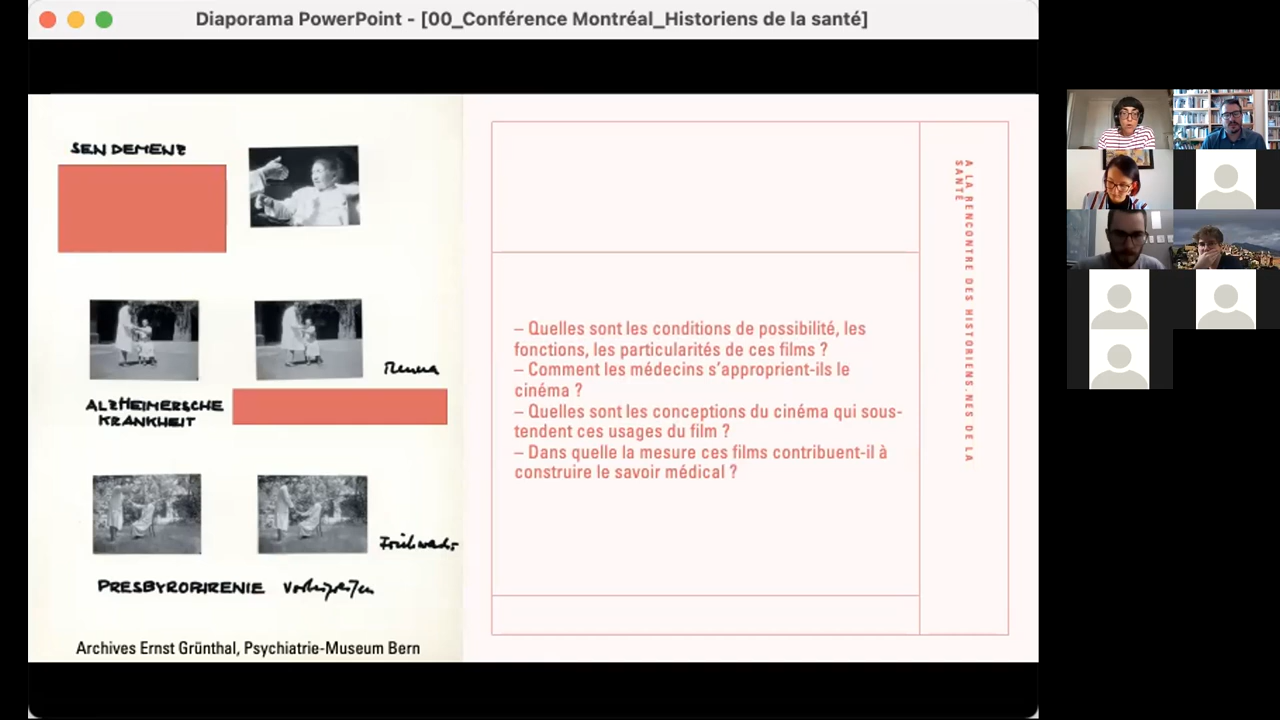 Diaporama PowerPoint - [00_Conférence Montréal_Historiens de la santé]
SEN DEMENZ
ALZHEIMERSCHE
KRANKHEIT
Archives Ernst Grünthal, Psychiatrie-Museum Bern
– Quelles sont les conditions de possibilité, les
fonctions, les particularités de ces films ?
– Comment les médecins s'approprient-ils le
cinéma ?
– Quelles sont les conceptions du cinéma qui sous-
tendent ces usages du film ?
– Dans quelle la mesure ces films contribuent-il à
construire le savoir médical ?
A LA RENCONTRE DES HISTORIENS.NES DE LA
SANTÉ